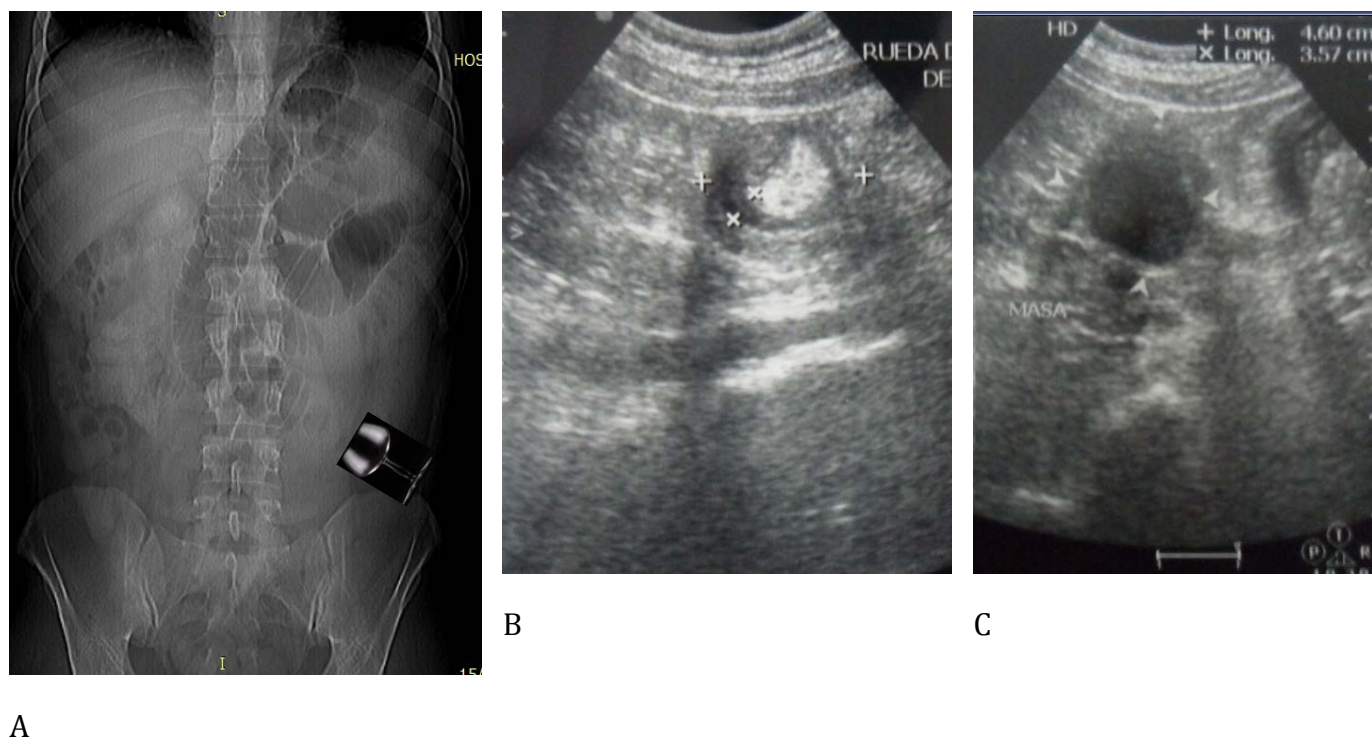 S
HOS
I
RUEDA D
DE
B
HD
+ Long. 4.60 cm
× Long. 3.57 cm
MASA
P
R
C
A